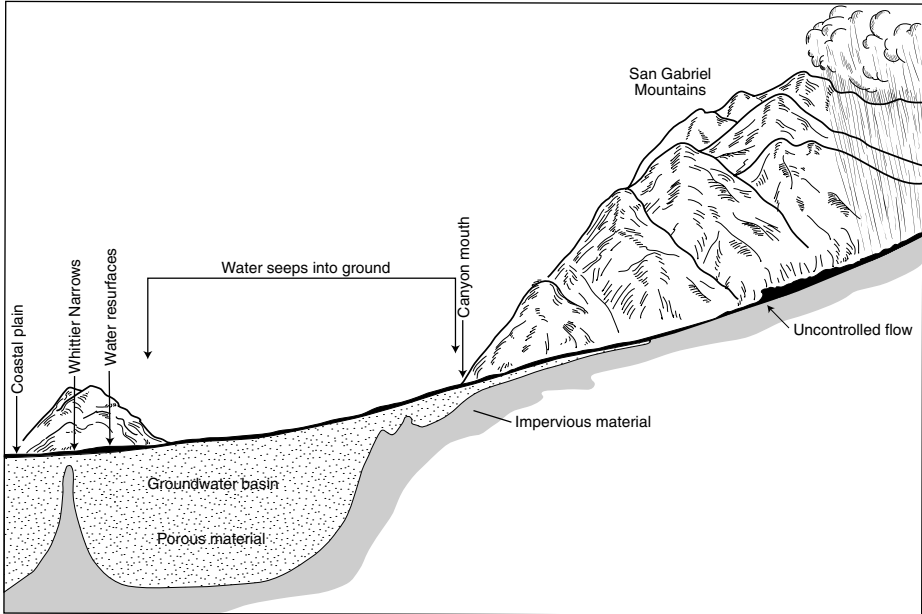 San Gabriel
Mountains
Water seeps into ground
Canyon mouth
Coastal plain
Whittier Narrows
Water resurfaces
Uncontrolled flow
Impervious material
Groundwater basin
Porous material